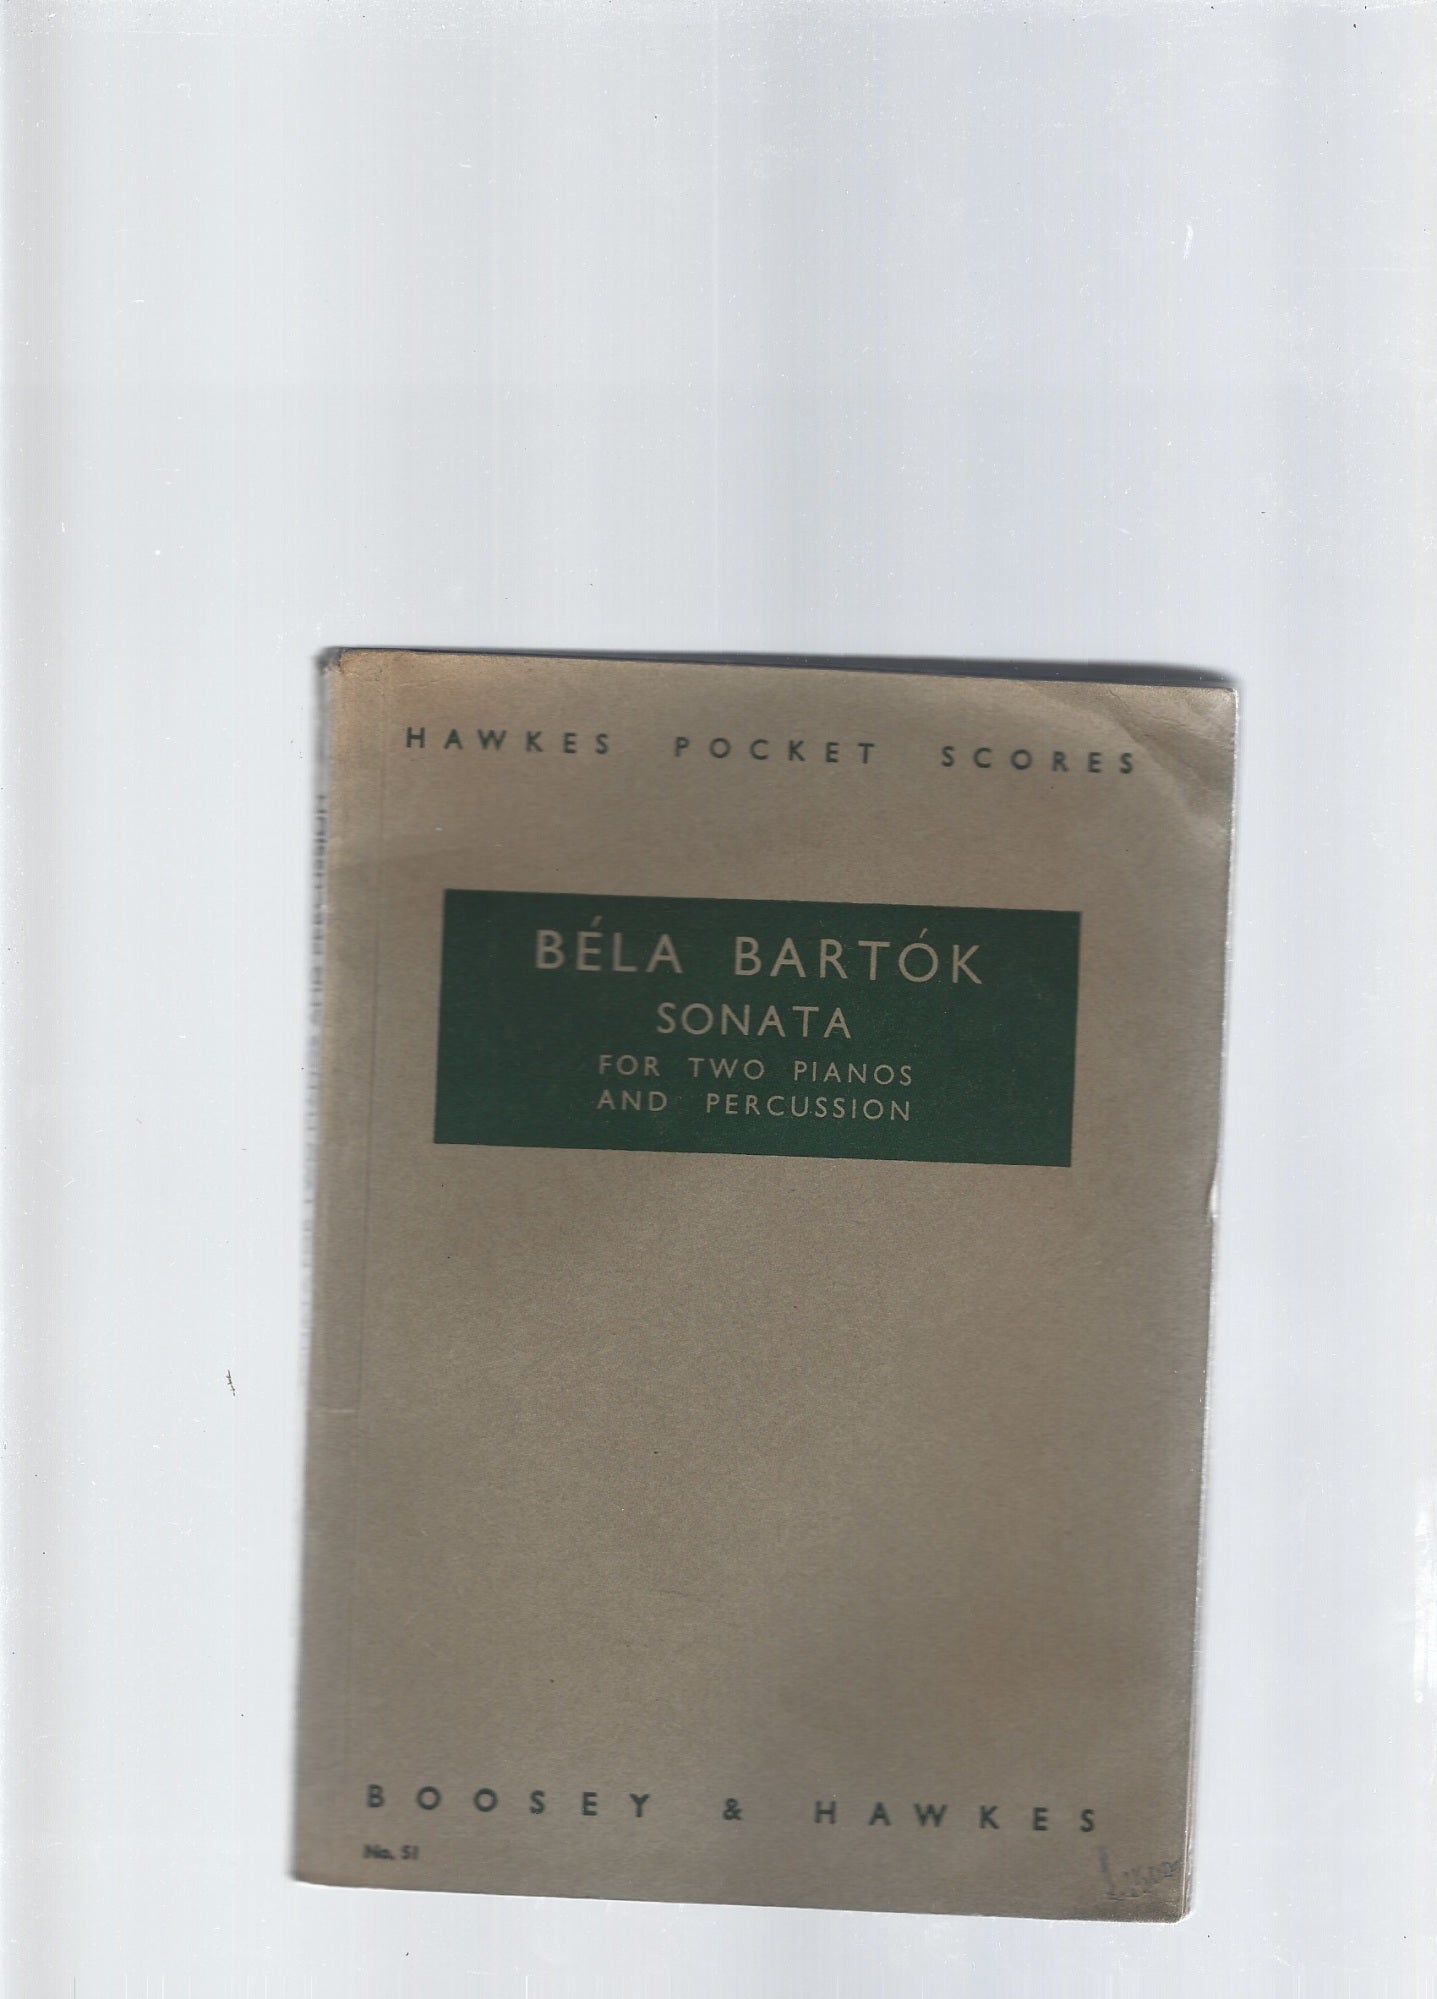 HAWKES POCKET SCORES
BÉLA BARTÓK
SONATA
FOR TWO PIANOS
AND PERCUSSION
BOOSEY & HAWKES
No. 51